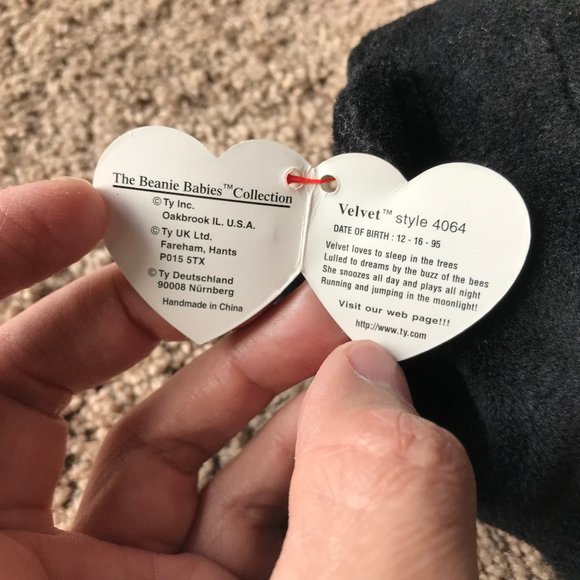 The Beanie Babies™Collection
© Ty Inc.
Oakbrook IL. U.S.A.
© Ty UK Ltd.
Fareham, Hants
P015 5TX
© Ty Deutschland
90008 Nürnberg
Handmade in China
Velvet™ style 4064
DATE OF BIRTH : 12 - 16 - 95
Velvet loves to sleep in the trees
Lulled to dreams by the buzz of the bees
She snoozes all day and plays all night
Running and jumping in the moonlight!
Visit our web page!!!
http://www.ty.com